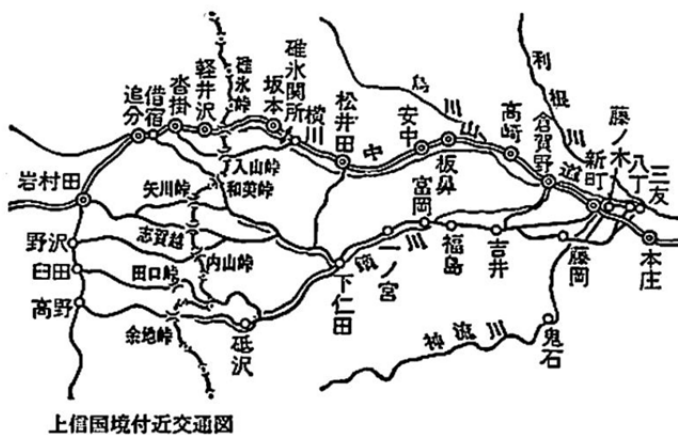 利根川
烏川
碓氷峠
碓氷関所
軽井沢
沓掛
借宿
追分
坂本
横川
松井田
安中
板鼻
高崎
倉賀野
新町
藤ノ木
八丁
三友
本庄
中山道
入山峠
和美峠
岩村田
矢川峠
志賀越
野沢
内山峠
臼田
田口峠
高野
余地峠
砥沢
下仁田
一ノ宮
富岡
福島
吉井
藤岡
鏑川
鬼石
神流川
上信国境付近交通図